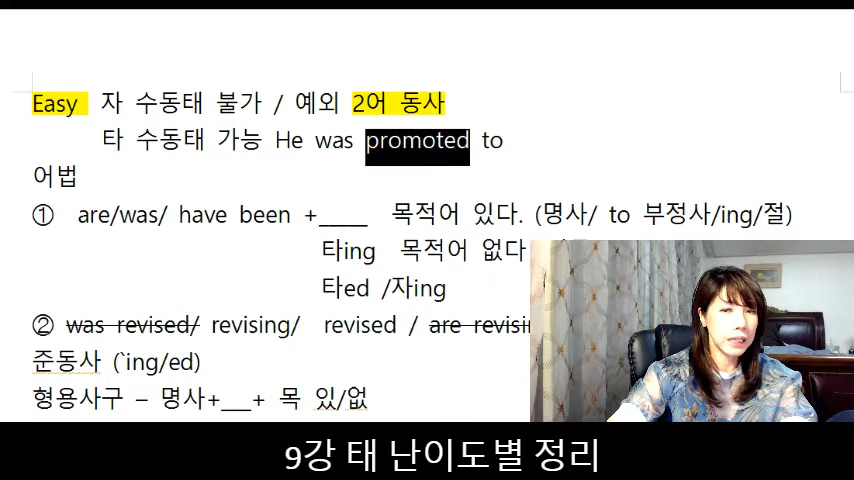 Easy 자 수동태 불가 / 예외 2어 동사
타 수동태 가능 He was promoted to
어법
① are/was/ have been +____ 목적어 있다. (명사/ to 부정사/ing/절)
타ing 목적어 없다
타ed /자ing
② was revised/ revising/ revised / are
준동사 (`ing/ed)
형용사구 – 명사+__+ 목 있/없
9강 태 난이도별 정리